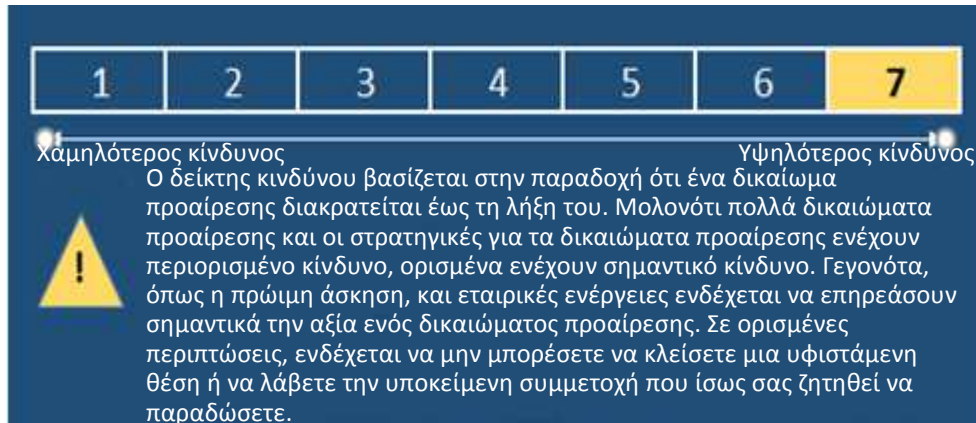 1 2 3 4 5 6 7
Χαμηλότερος κίνδυνος Υψηλότερος κίνδυνος
Ο δείκτης κινδύνου βασίζεται στην παραδοχή ότι ένα δικαίωμα
προαίρεσης διακρατείται έως τη λήξη του. Μολονότι πολλά δικαιώματα
προαίρεσης και οι στρατηγικές για τα δικαιώματα προαίρεσης ενέχουν
περιορισμένο κίνδυνο, ορισμένα ενέχουν σημαντικό κίνδυνο. Γεγονότα,
όπως η πρώιμη άσκηση, και εταιρικές ενέργειες ενδέχεται να επηρεάσουν
σημαντικά την αξία ενός δικαιώματος προαίρεσης. Σε ορισμένες
περιπτώσεις, ενδέχεται να μην μπορέσετε να κλείσετε μια υφιστάμενη
θέση ή να λάβετε την υποκείμενη συμμετοχή που ίσως σας ζητηθεί να
παραδώσετε.
!